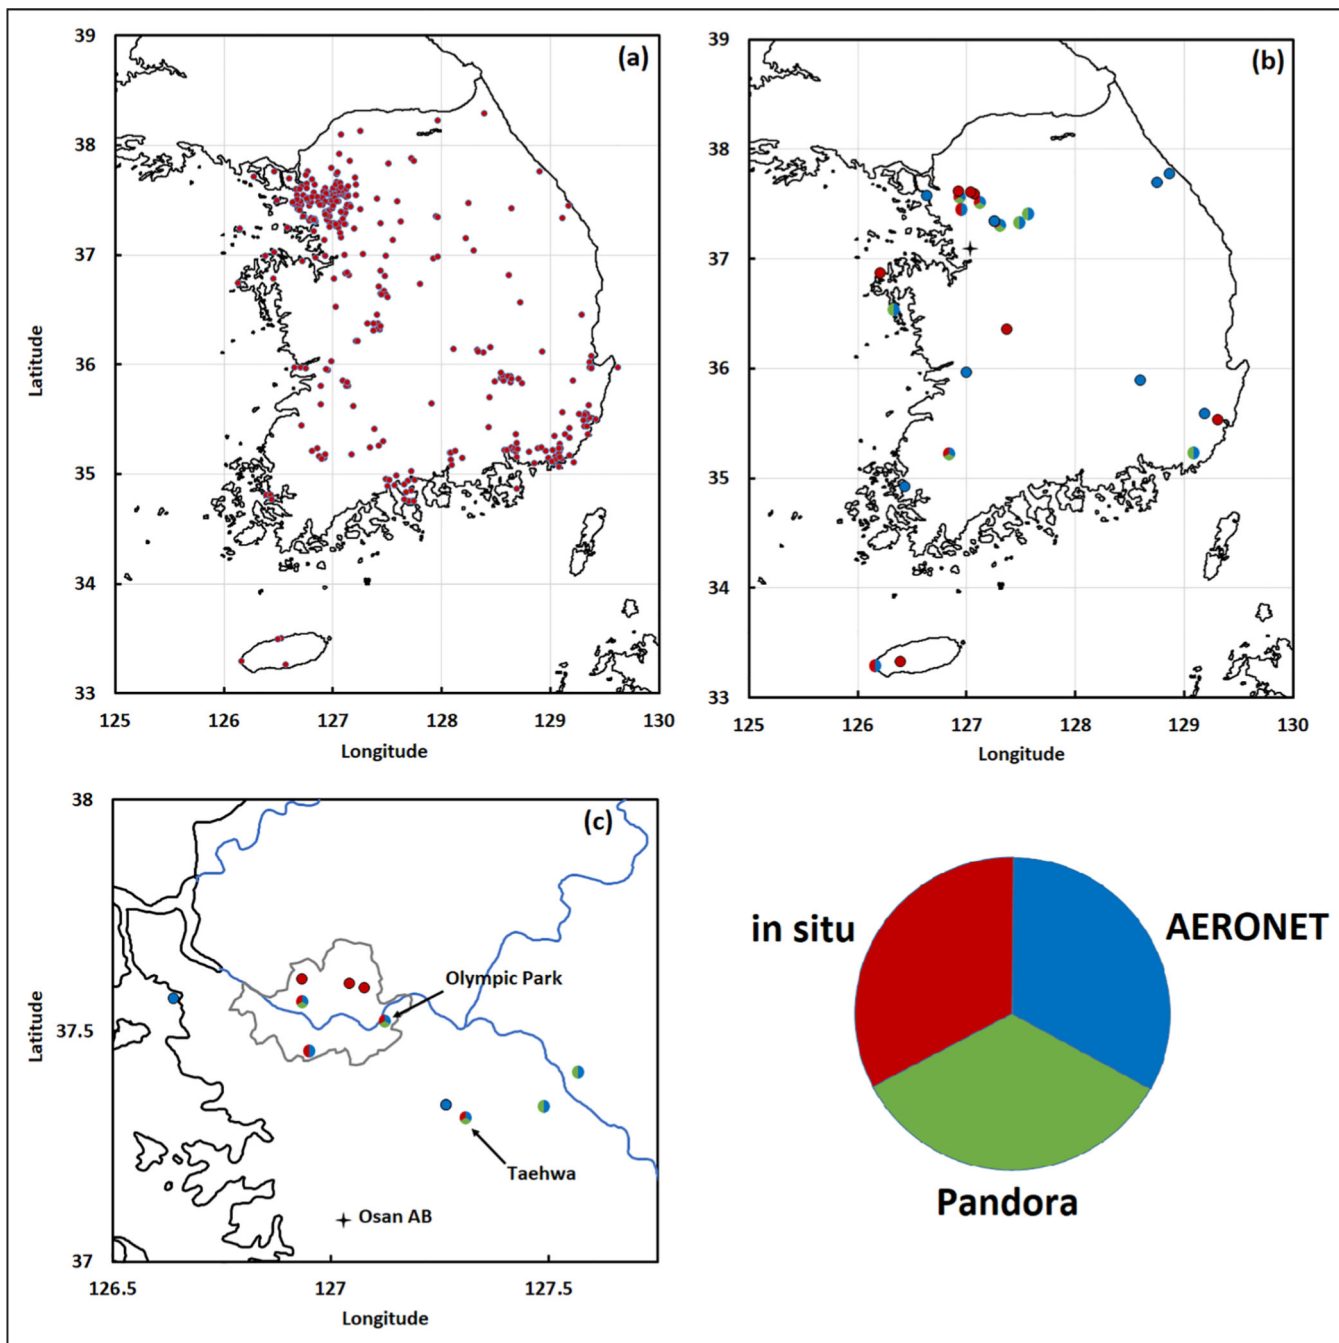 (a)
39
38
37
36
35
34
33
Latitude
125
126
127
128
129
130
Longitude
(b)
39
38
37
36
35
34
33
125
126
127
128
129
130
Longitude
(c)
38
37.5
37
Latitude
126.5
127
127.5
Longitude
Olympic Park
Taehwa
Osan AB
in situ
AERONET
Pandora